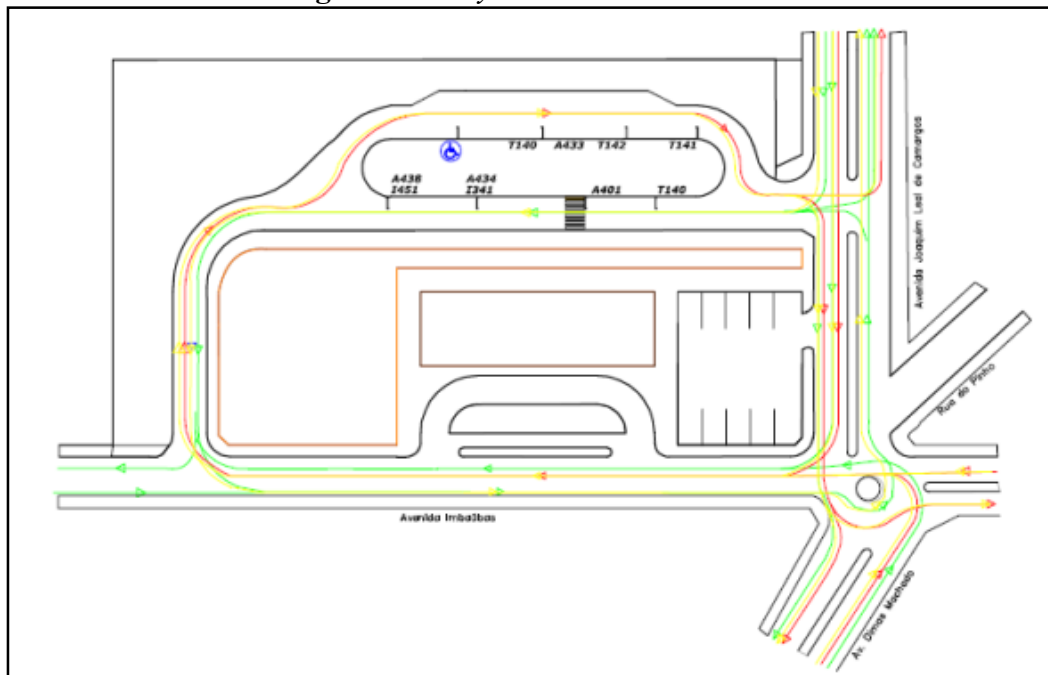 T140 A433 T142 T141
A438 A434
I451 I341 A401 T140
Avenida Joaquim Leal de Camargos
Rua do Pinho
Avenida Imbaúbas
Av. Dimas Machado